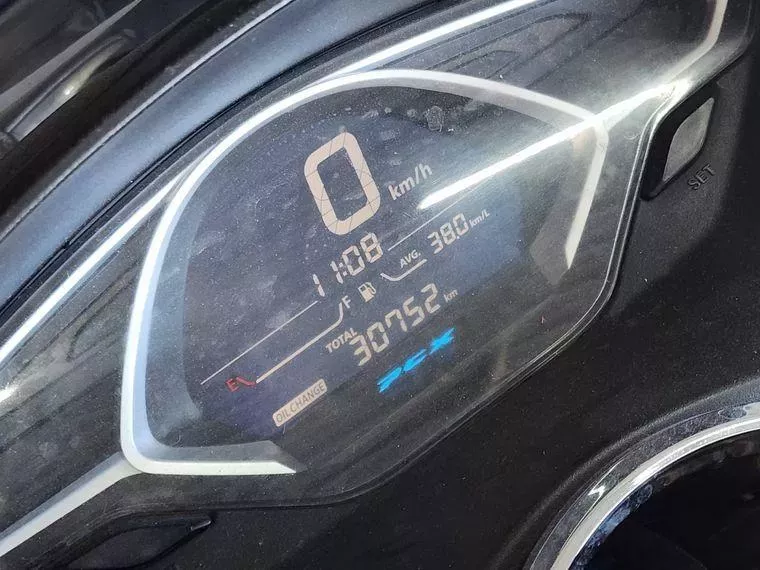 0 km/h
11:08
AVG. 38.0 km/L
F
TOTAL 30752 km
E
OIL CHANGE
PCX
SET